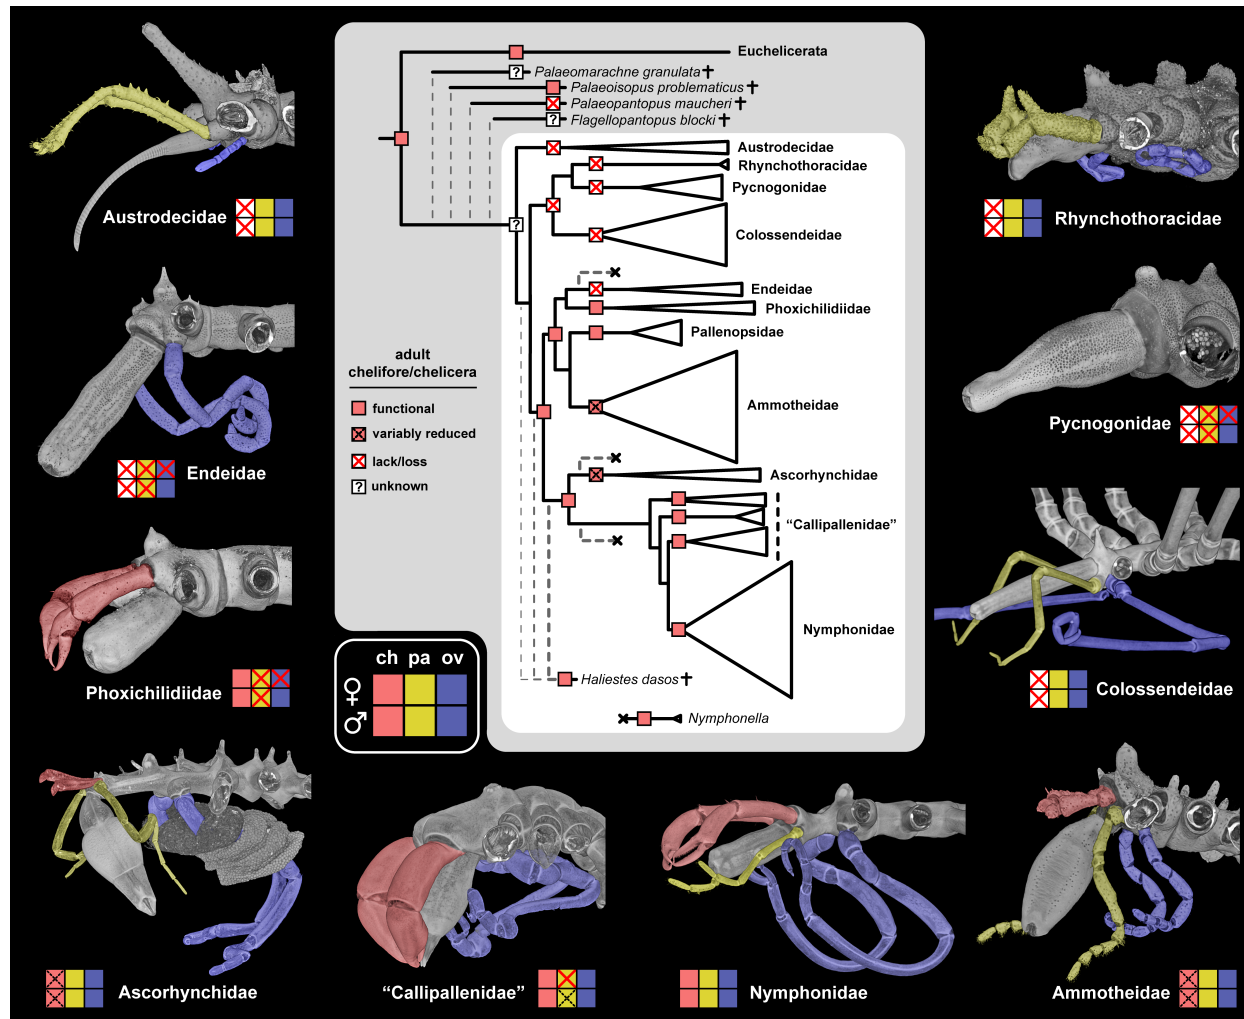 Euchelicerata
? Palaeomarachne granulata✝
Palaeoisopus problematicus✝
Palaeopantopus maucheri✝
? Flagellopantopus blocki✝
Austrodecidae
Rhynchothoracidae
Pycnogonidae
?
Colossendeidae
Endeidae
Phoxichilidiidae
Pallenopsidae
Ammotheidae
Ascorhynchidae
“Callipallenidae”
Nymphonidae
Haliestes dasos✝
Nymphonella
adult
chelifore/chelicera
functional
variably reduced
lack/loss
? unknown
ch pa ov
♀
♂
Austrodecidae
Rhynchothoracidae
Endeidae
Pycnogonidae
Phoxichilidiidae
Colossendeidae
Ascorhynchidae
“Callipallenidae”
Nymphonidae
Ammotheidae